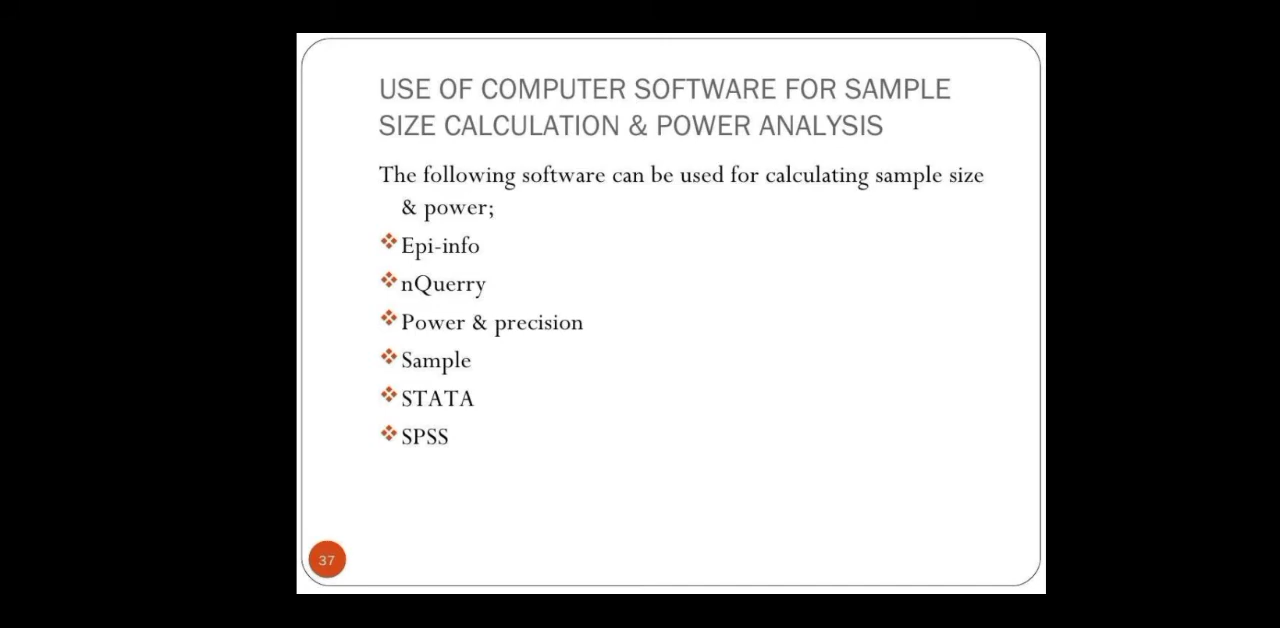 USE OF COMPUTER SOFTWARE FOR SAMPLE
SIZE CALCULATION & POWER ANALYSIS
The following software can be used for calculating sample size
& power;
Epi-info
nQuerry
Power & precision
Sample
STATA
SPSS
37